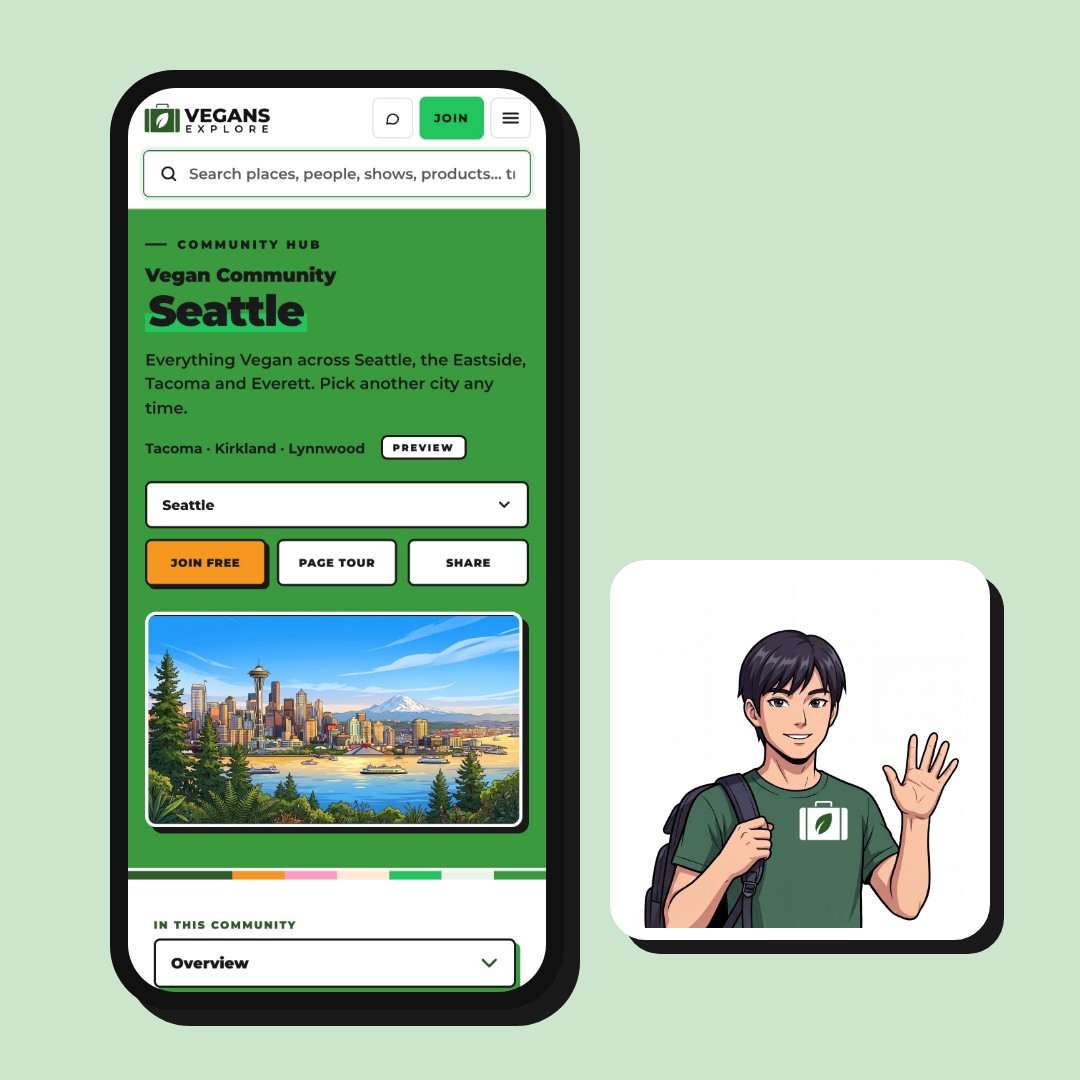 VEGANS
EXPLORE
JOIN
Search places, people, shows, products...
COMMUNITY HUB
Vegan Community
Seattle
Everything Vegan across Seattle, the Eastside,
Tacoma and Everett. Pick another city any
time.
Tacoma · Kirkland · Lynnwood
PREVIEW
Seattle
JOIN FREE
PAGE TOUR
SHARE
IN THIS COMMUNITY
Overview